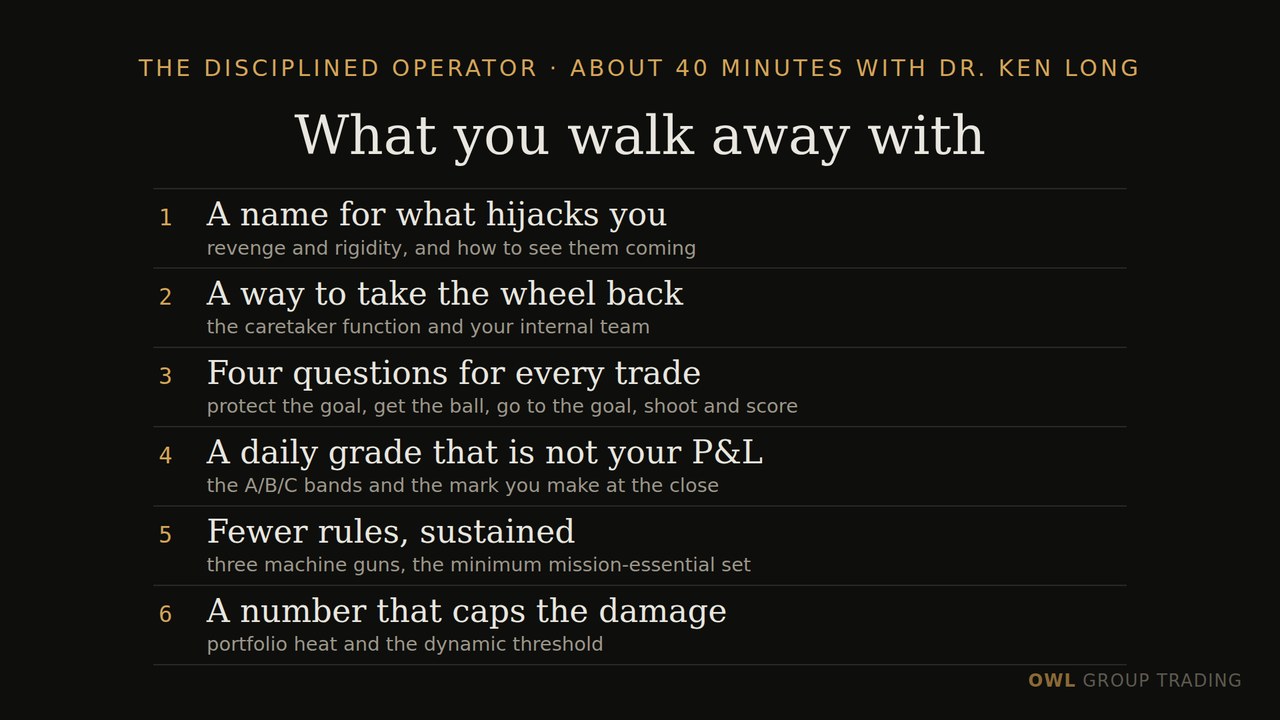 THE DISCIPLINED OPERATOR · ABOUT 40 MINUTES WITH DR. KEN LONG
What you walk away with
1 A name for what hijacks you
revenge and rigidity, and how to see them coming
2 A way to take the wheel back
the caretaker function and your internal team
3 Four questions for every trade
protect the goal, get the ball, go to the goal, shoot and score
4 A daily grade that is not your P&L
the A/B/C bands and the mark you make at the close
5 Fewer rules, sustained
three machine guns, the minimum mission-essential set
6 A number that caps the damage
portfolio heat and the dynamic threshold
OWL GROUP TRADING